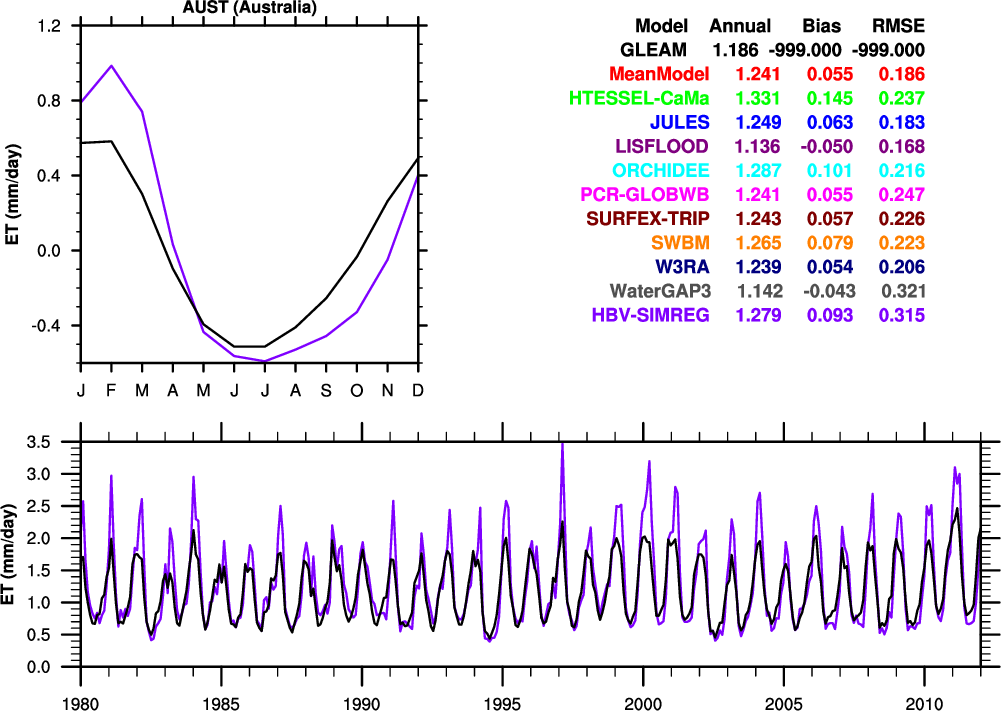 AUST (Australia)
1.2
0.8
0.4
0.0
-0.4
ET (mm/day)
J F M A M J J A S O N D
Model Annual Bias RMSE
GLEAM 1.186 -999.000 -999.000
MeanModel 1.241 0.055 0.186
HTESSEL-CaMa 1.331 0.145 0.237
JULES 1.249 0.063 0.183
LISFLOOD 1.136 -0.050 0.168
ORCHIDEE 1.287 0.101 0.216
PCR-GLOBWB 1.241 0.055 0.247
SURFEX-TRIP 1.243 0.057 0.226
SWBM 1.265 0.079 0.223
W3RA 1.239 0.054 0.206
WaterGAP3 1.142 -0.043 0.321
HBV-SIMREG 1.279 0.093 0.315
3.5
3.0
2.5
2.0
1.5
1.0
0.5
0.0
ET (mm/day)
1980 1985 1990 1995 2000 2005 2010